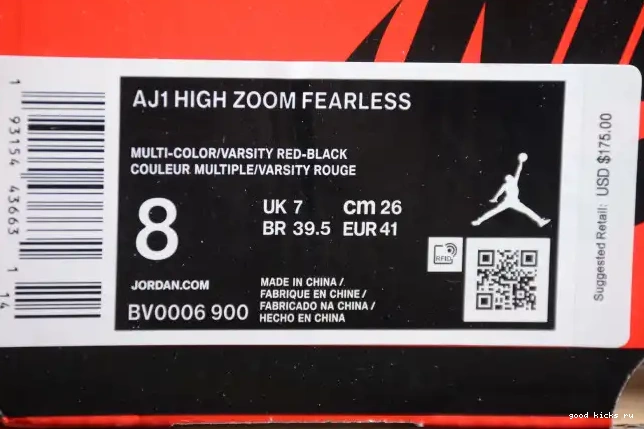 AJ1 HIGH ZOOM FEARLESS
MULTI-COLOR/VARSITY RED-BLACK
COULEUR MULTIPLE/VARSITY ROUGE
8
UK 7 cm 26
BR 39.5 EUR 41
JORDAN.COM
BV0006 900
MADE IN CHINA /
FABRIQUE EN CHINE /
FABRICADO NA CHINA /
HECHO EN CHINA
RFID
Suggested Retail: USD $175.00
1 93154 43663 1
14
good kicks ru